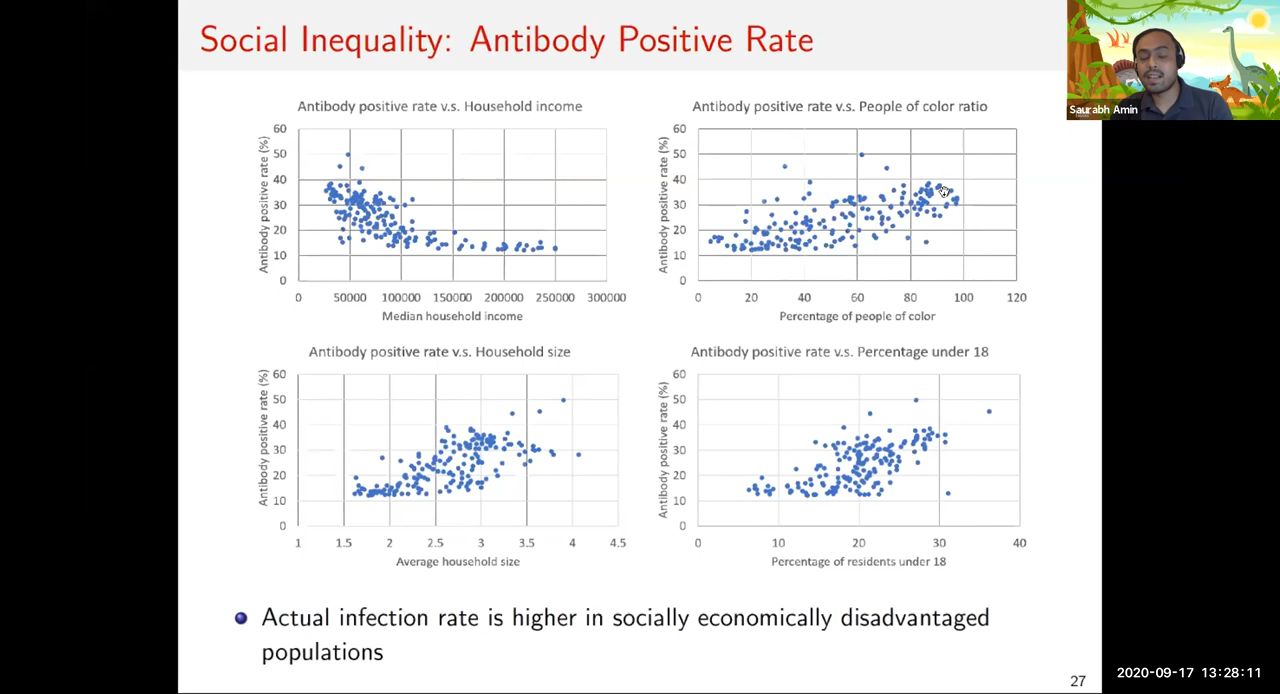 Social Inequality: Antibody Positive Rate
Saurabh Amin
Antibody positive rate v.s. Household income
Antibody positive rate (%)
60
50
40
30
20
10
0
0 50000 100000 150000 200000 250000 300000
Median household income
Antibody positive rate v.s. People of color ratio
Antibody positive rate (%)
60
50
40
30
20
10
0
0 20 40 60 80 100 120
Percentage of people of color
Antibody positive rate v.s. Household size
Antibody positive rate (%)
60
50
40
30
20
10
0
1 1.5 2 2.5 3 3.5 4 4.5
Average household size
Antibody positive rate v.s. Percentage under 18
Antibody positive rate (%)
60
50
40
30
20
10
0
0 10 20 30 40
Percentage of residents under 18
Actual infection rate is higher in socially economically disadvantaged
populations
27
2020-09-17 13:28:11